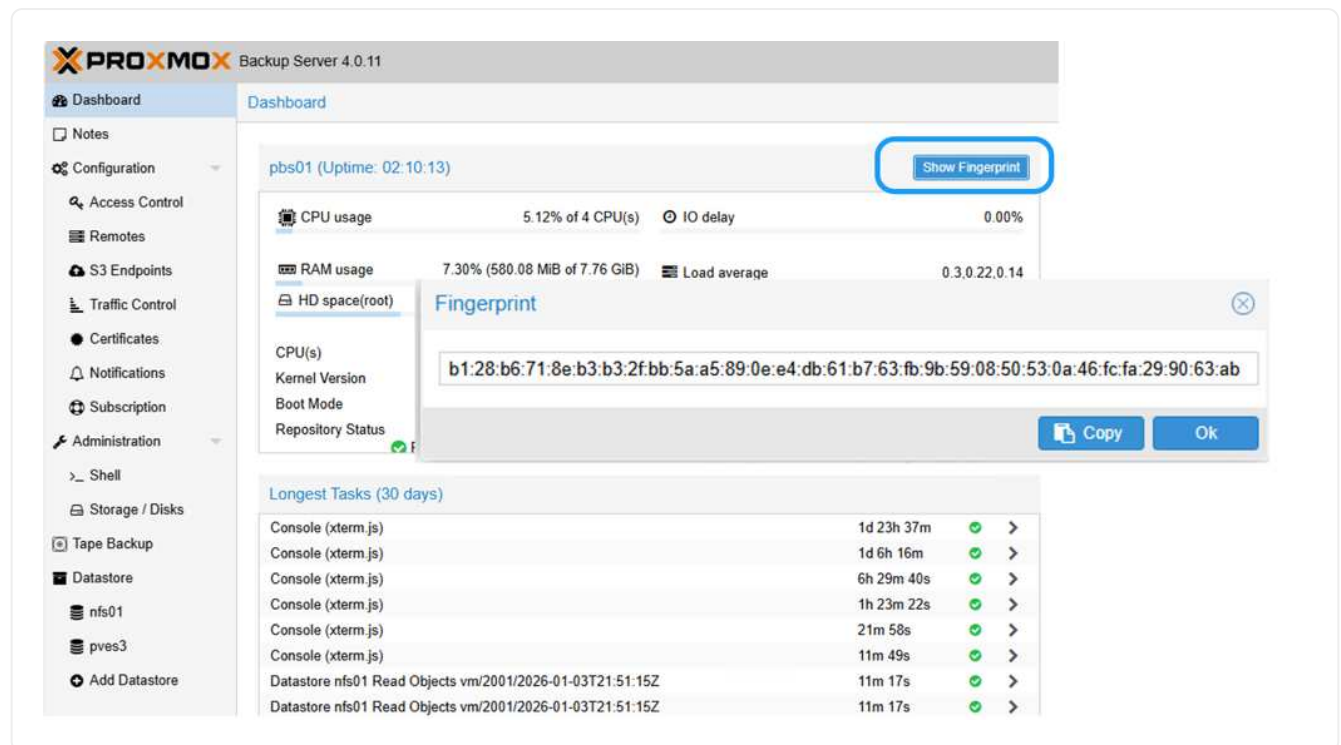 PROXMOX Backup Server 4.0.11
Dashboard
Notes
Configuration
Access Control
Remotes
S3 Endpoints
Traffic Control
Certificates
Notifications
Subscription
Administration
>_ Shell
Storage / Disks
Tape Backup
Datastore
nfs01
pves3
Add Datastore
Dashboard
pbs01 (Uptime: 02:10:13)
Show Fingerprint
CPU usage 5.12% of 4 CPU(s)
IO delay 0.00%
RAM usage 7.30% (580.08 MiB of 7.76 GiB)
Load average 0.3,0.22,0.14
HD space(root)
CPU(s)
Kernel Version
Boot Mode
Repository Status
Fingerprint
b1:28:b6:71:8e:b3:b3:2f:bb:5a:a5:89:0e:e4:db:61:b7:63:fb:9b:59:08:50:53:0a:46:fc:fa:29:90:63:ab
Copy
Ok
Longest Tasks (30 days)
Console (xterm.js) 1d 23h 37m
Console (xterm.js) 1d 6h 16m
Console (xterm.js) 6h 29m 40s
Console (xterm.js) 1h 23m 22s
Console (xterm.js) 21m 58s
Console (xterm.js) 11m 49s
Datastore nfs01 Read Objects vm/2001/2026-01-03T21:51:15Z 11m 17s
Datastore nfs01 Read Objects vm/2001/2026-01-03T21:51:15Z 11m 17s